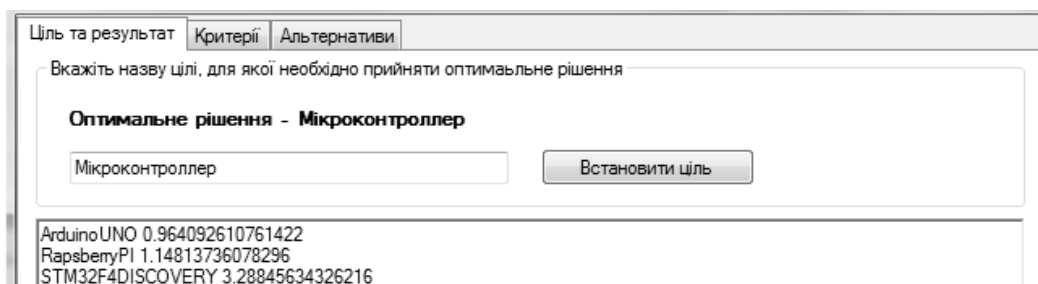 Ціль та результат Критерії Альтернативи
Вкажіть назву цілі, для якої необхідно прийняти оптимаьльне рішення
Оптимальне рішення - Мікроконтроллер
Мікроконтроллер Встановити ціль
ArduinoUNO 0.964092610761422
RapsberryPI 1.14813736078296
STM32F4DISCOVERY 3.28845634326216